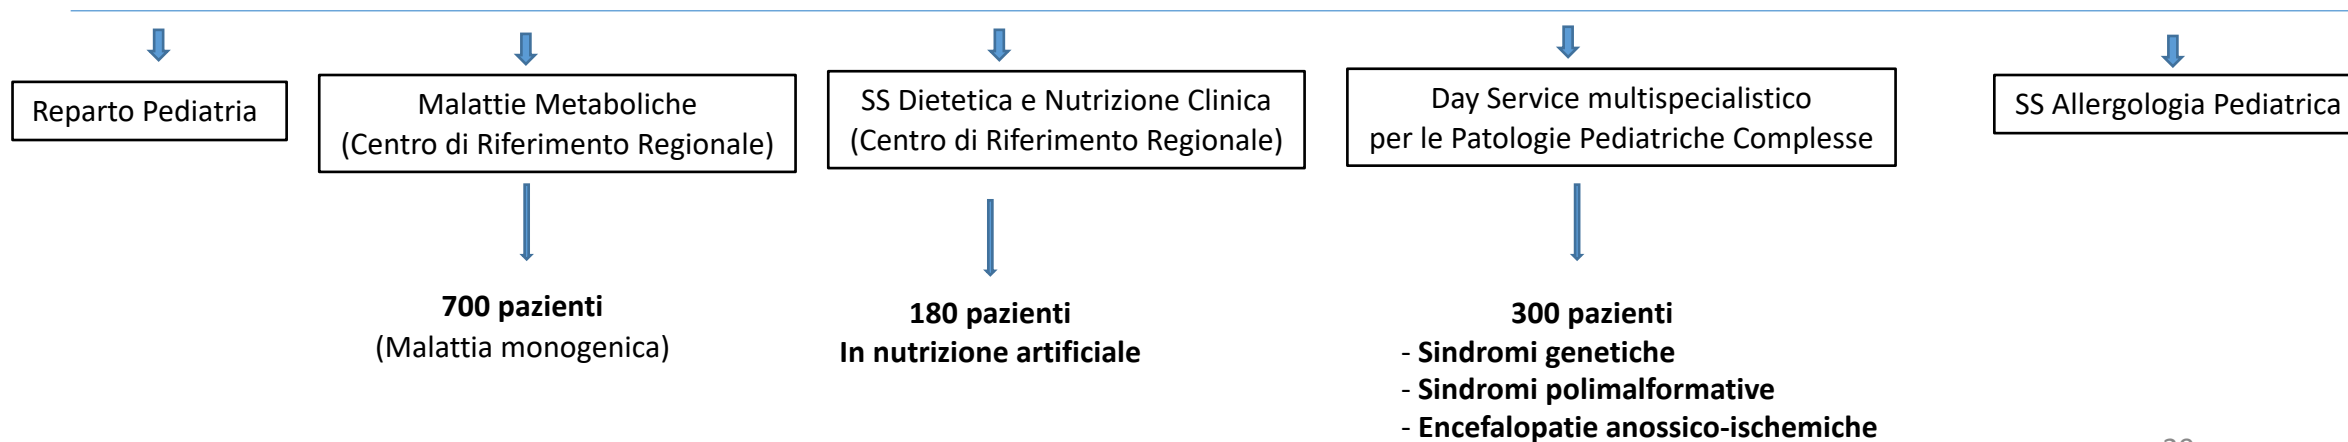 Reparto Pediatria
Malattie Metaboliche
(Centro di Riferimento Regionale)
SS Dietetica e Nutrizione Clinica
(Centro di Riferimento Regionale)
Day Service multispecialistico
per le Patologie Pediatriche Complesse
SS Allergologia Pediatrica
700 pazienti
(Malattia monogenica)
180 pazienti
In nutrizione artificiale
300 pazienti
- Sindromi genetiche
- Sindromi polimalformative
- Encefalopatie anossico-ischemiche